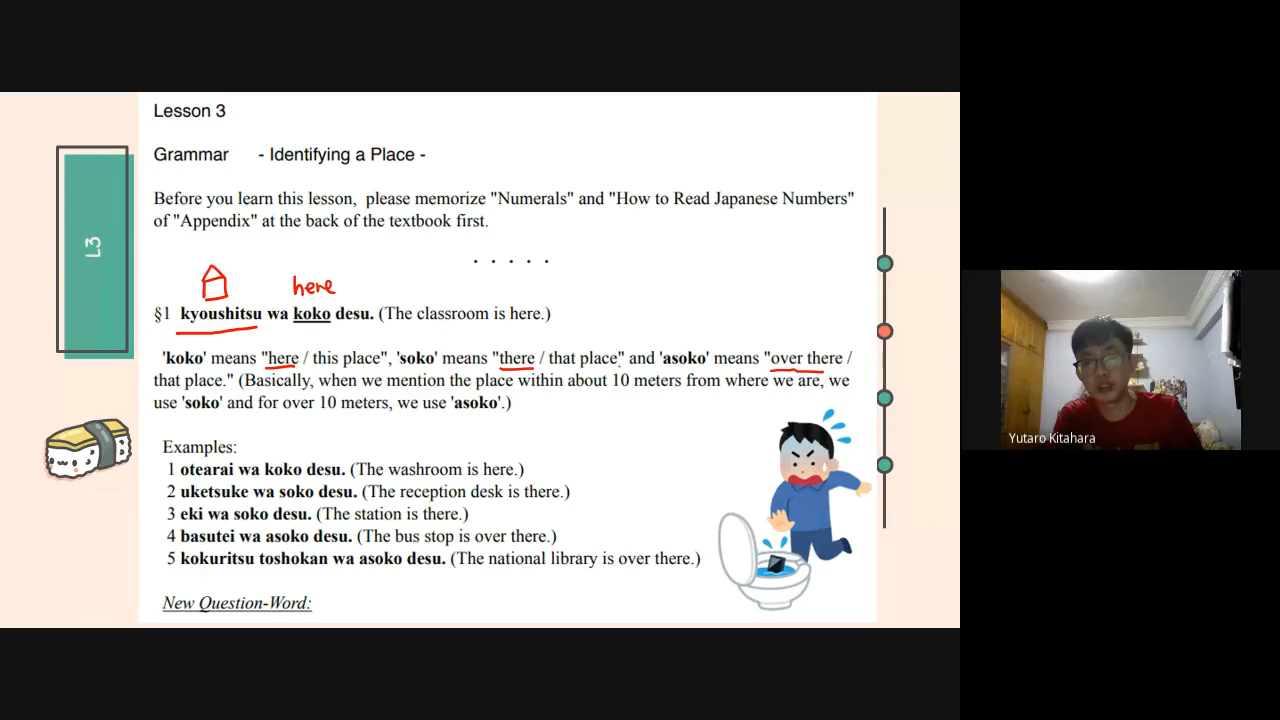 Lesson 3
Grammar - Identifying a Place -
Before you learn this lesson, please memorize "Numerals" and "How to Read Japanese Numbers"
of "Appendix" at the back of the textbook first.
. . . . .
L3
here
§1 kyoushitsu wa koko desu. (The classroom is here.)
'koko' means "here / this place", 'soko' means "there / that place" and 'asoko' means "over there /
that place." (Basically, when we mention the place within about 10 meters from where we are, we
use 'soko' and for over 10 meters, we use 'asoko'.)
Examples:
1 otearai wa koko desu. (The washroom is here.)
2 uketsuke wa soko desu. (The reception desk is there.)
3 eki wa soko desu. (The station is there.)
4 basutei wa asoko desu. (The bus stop is over there.)
5 kokuritsu toshokan wa asoko desu. (The national library is over there.)
New Question-Word:
Yutaro Kitahara